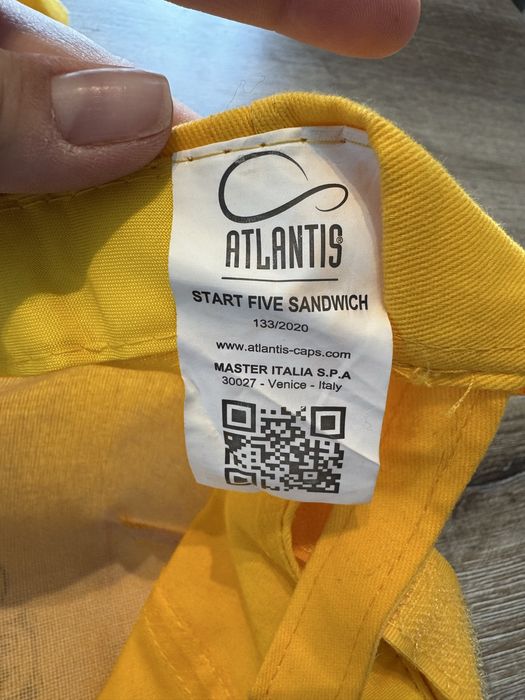 ATLANTIS®
START FIVE SANDWICH
133/2020
www.atlantis-caps.com
MASTER ITALIA S.P.A
30027 - Venice - Italy